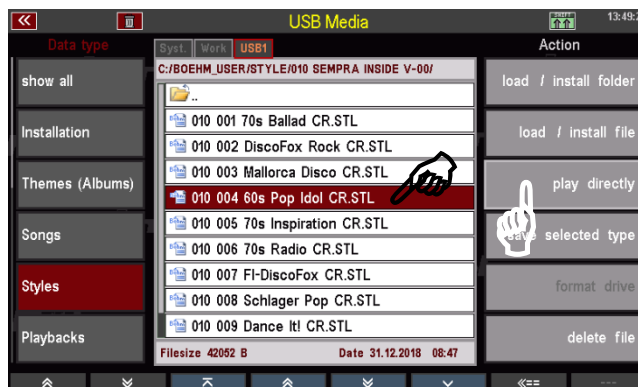 USB Media
13:49:2
Data type
Syst. Work USB1
Action
C:/BOEHM_USER/STYLE/010 SEMPRA INSIDE V-00/
show all
Installation
Themes (Albums)
Songs
Styles
Playbacks
..
010 001 70s Ballad CR.STL
010 002 DiscoFox Rock CR.STL
010 003 Mallorca Disco CR.STL
010 004 60s Pop Idol CR.STL
010 005 70s Inspiration CR.STL
010 006 70s Radio CR.STL
010 007 FI-DiscoFox CR.STL
010 008 Schlager Pop CR.STL
010 009 Dance It! CR.STL
Filesize 42052 B Date 31.12.2018 08:47
load / install folder
load / install file
play directly
save selected type
format drive
delete file